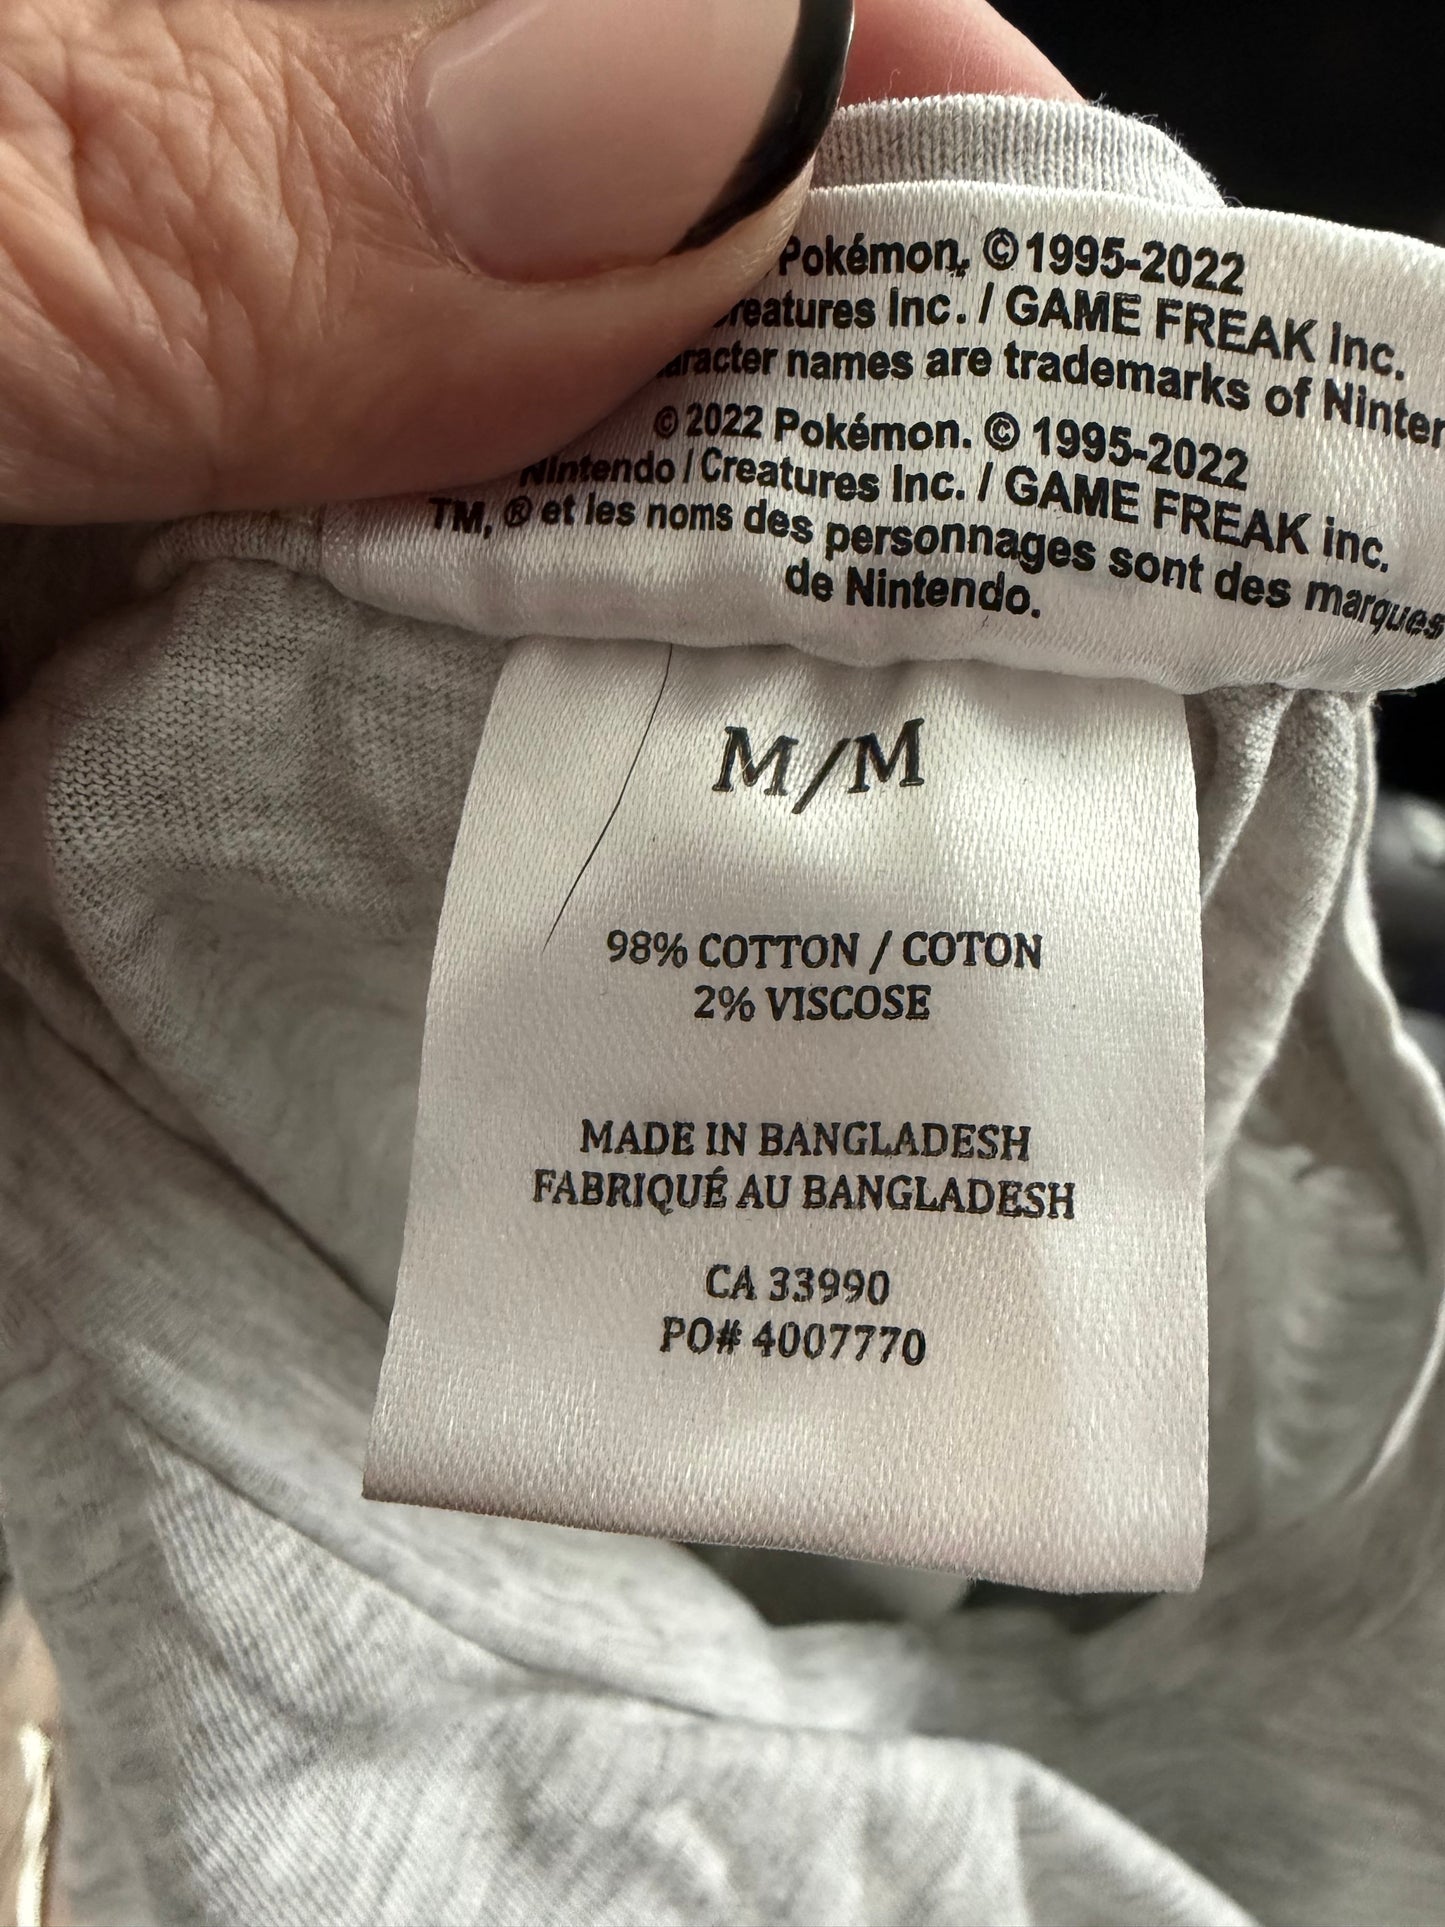 Pokémon. ©1995-2022
Creatures Inc. / GAME FREAK Inc.
names are trademarks of
© 2022 Pokémon. © 1995-2022
Nintendo / Creatures Inc. / GAME FREAK inc.
TM, ® et les noms des personnages sont des marques
de Nintendo.
M/M
98% COTTON / COTON
2% VISCOSE
MADE IN BANGLADESH
FABRIQUÉ AU BANGLADESH
CA 33990
PO# 4007770